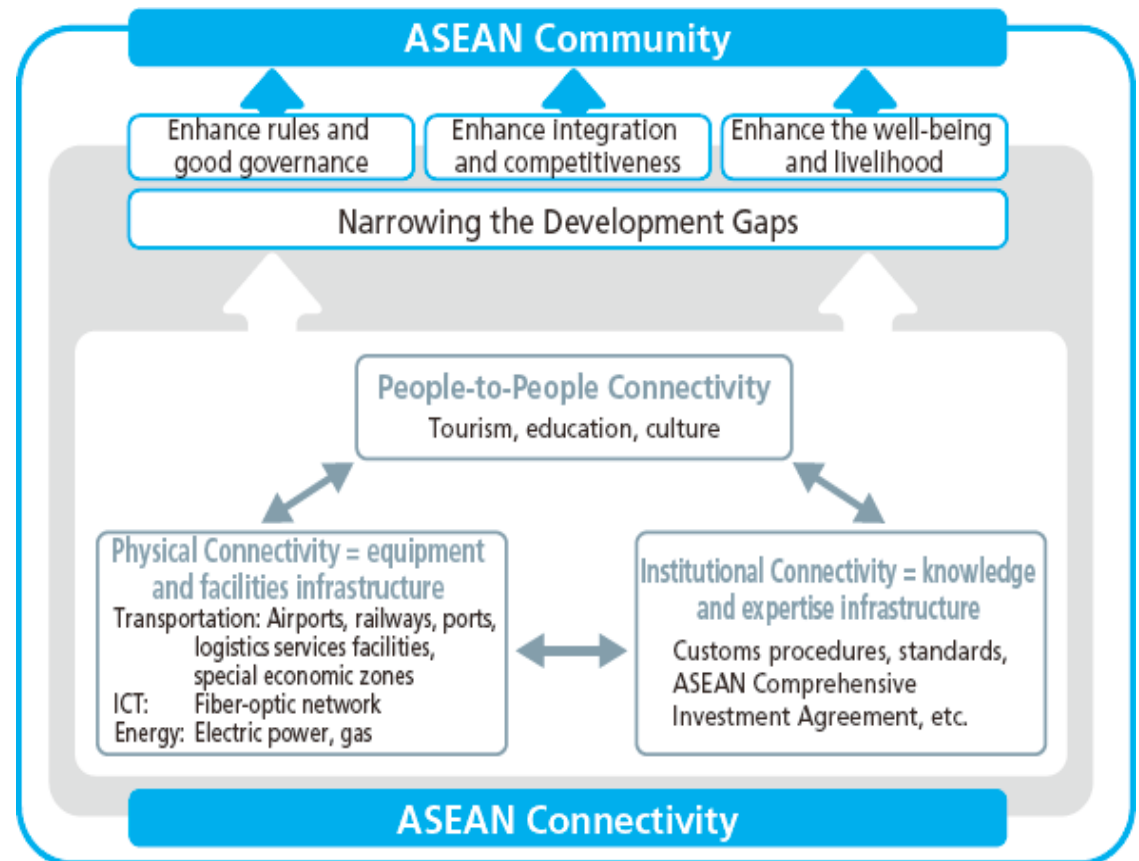 ASEAN Community
Enhance rules and
good governance
Enhance integration
and competitiveness
Enhance the well-being
and livelihood
Narrowing the Development Gaps
People-to-People Connectivity
Tourism, education, culture
Physical Connectivity = equipment
and facilities infrastructure
Transportation: Airports, railways, ports,
logistics services facilities,
special economic zones
ICT: Fiber-optic network
Energy: Electric power, gas
Institutional Connectivity = knowledge
and expertise infrastructure
Customs procedures, standards,
ASEAN Comprehensive
Investment Agreement, etc.
ASEAN Connectivity